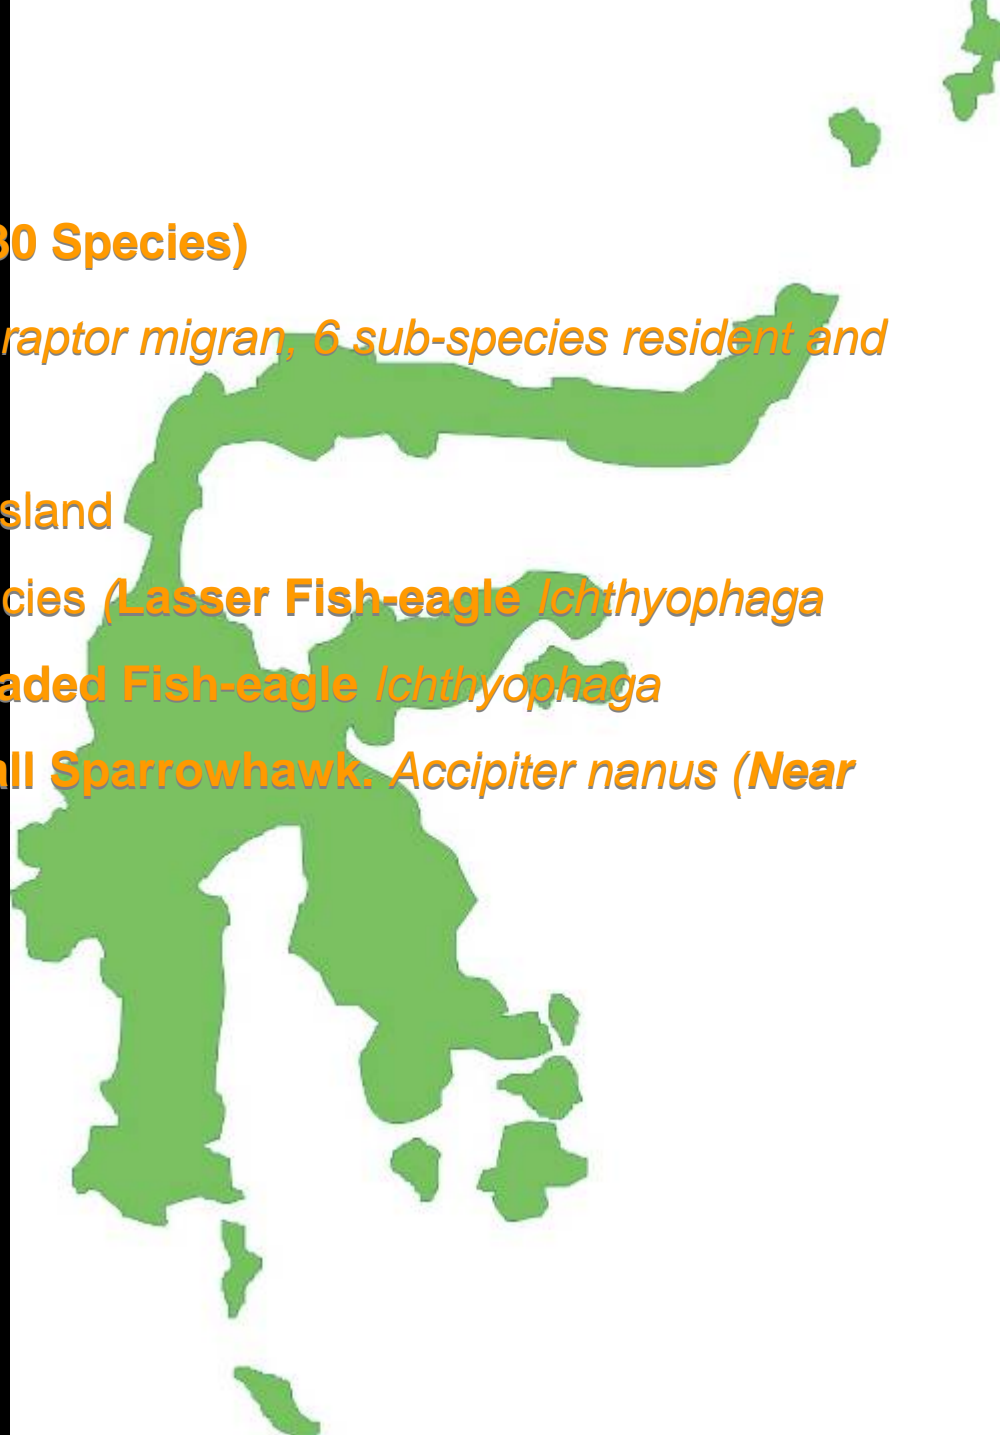 30 Species)
raptor migran, 6 sub-species resident and
sland
cies (Lasser Fish-eagle Ichthyophaga
aded Fish-eagle Ichthyophaga
all Sparrowhawk. Accipiter nanus (Near